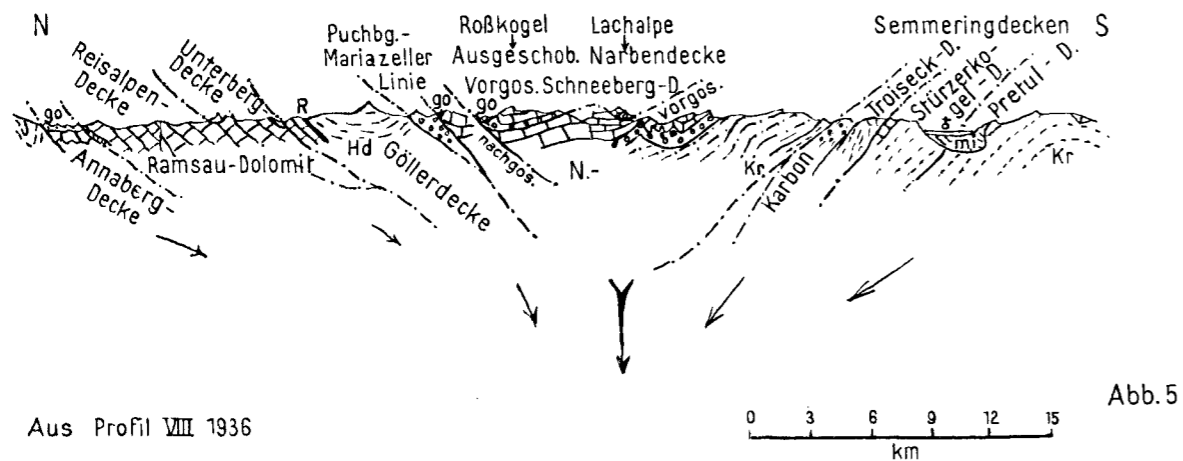 N
Reisalpen-
Decke
Unterberg
Decke
R
Puchbg.-
Mariazeller
Linie
Roßkogel
Lachalpe
Ausgeschob. Narbendecke
Vorgos. Schneeberg-D.
Semmeringdecken
S
Troiseck-D.
Stürzerko-
gel-D.
Pretul-D.
go
go
go
vorgos.
nachgos.
Annaberg-
Decke
Ramsau-Dolomit
Hd
Göllerdecke
N.-
Kr
Karbon
mi
Kr
Abb. 5
Aus Profil VIII 1936
0 3 6 9 12 15
km